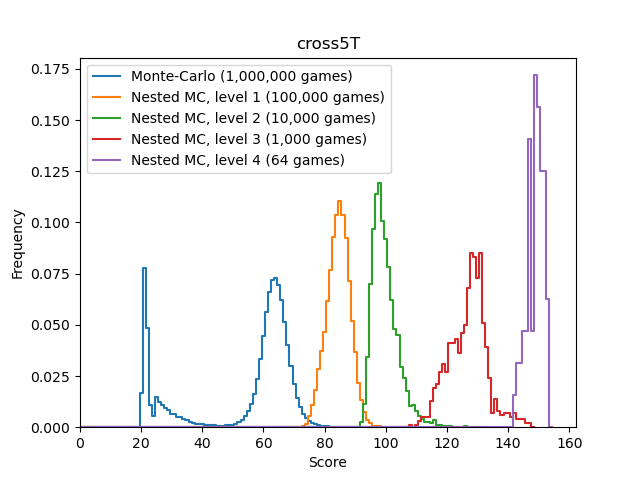 cross5T
Monte-Carlo (1,000,000 games)
Nested MC, level 1 (100,000 games)
Nested MC, level 2 (10,000 games)
Nested MC, level 3 (1,000 games)
Nested MC, level 4 (64 games)
Frequency
0.175
0.150
0.125
0.100
0.075
0.050
0.025
0.000
0 20 40 60 80 100 120 140 160
Score